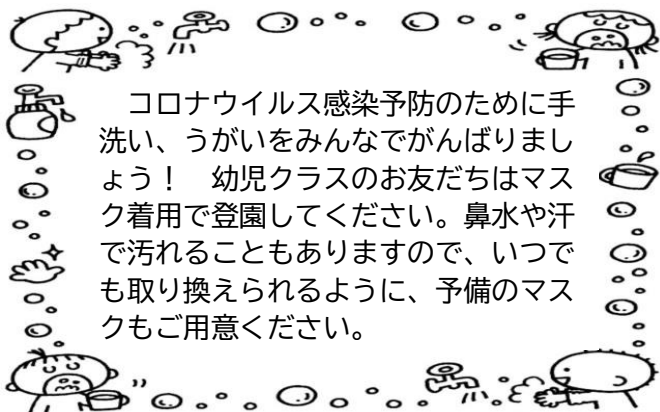 コロナウイルス感染予防のために手
洗い、うがいをみんなでがんばりまし
ょう！　幼児クラスのお友だちはマス
ク着用で登園してください。鼻水や汗
で汚れることもありますので、いつで
も取り換えられるように、予備のマス
クもご用意ください。